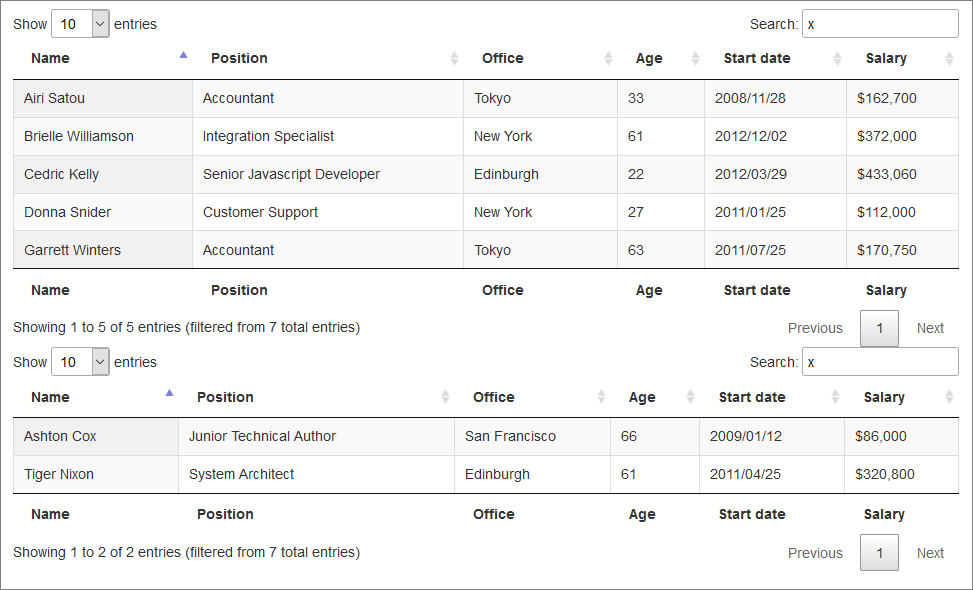 Show 10 entries Search: x
Name Position Office Age Start date Salary
Airi Satou Accountant Tokyo 33 2008/11/28 $162,700
Brielle Williamson Integration Specialist New York 61 2012/12/02 $372,000
Cedric Kelly Senior Javascript Developer Edinburgh 22 2012/03/29 $433,060
Donna Snider Customer Support New York 27 2011/01/25 $112,000
Garrett Winters Accountant Tokyo 63 2011/07/25 $170,750
Name Position Office Age Start date Salary
Showing 1 to 5 of 5 entries (filtered from 7 total entries) Previous 1 Next
Show 10 entries Search: x
Name Position Office Age Start date Salary
Ashton Cox Junior Technical Author San Francisco 66 2009/01/12 $86,000
Tiger Nixon System Architect Edinburgh 61 2011/04/25 $320,800
Name Position Office Age Start date Salary
Showing 1 to 2 of 2 entries (filtered from 7 total entries) Previous 1 Next